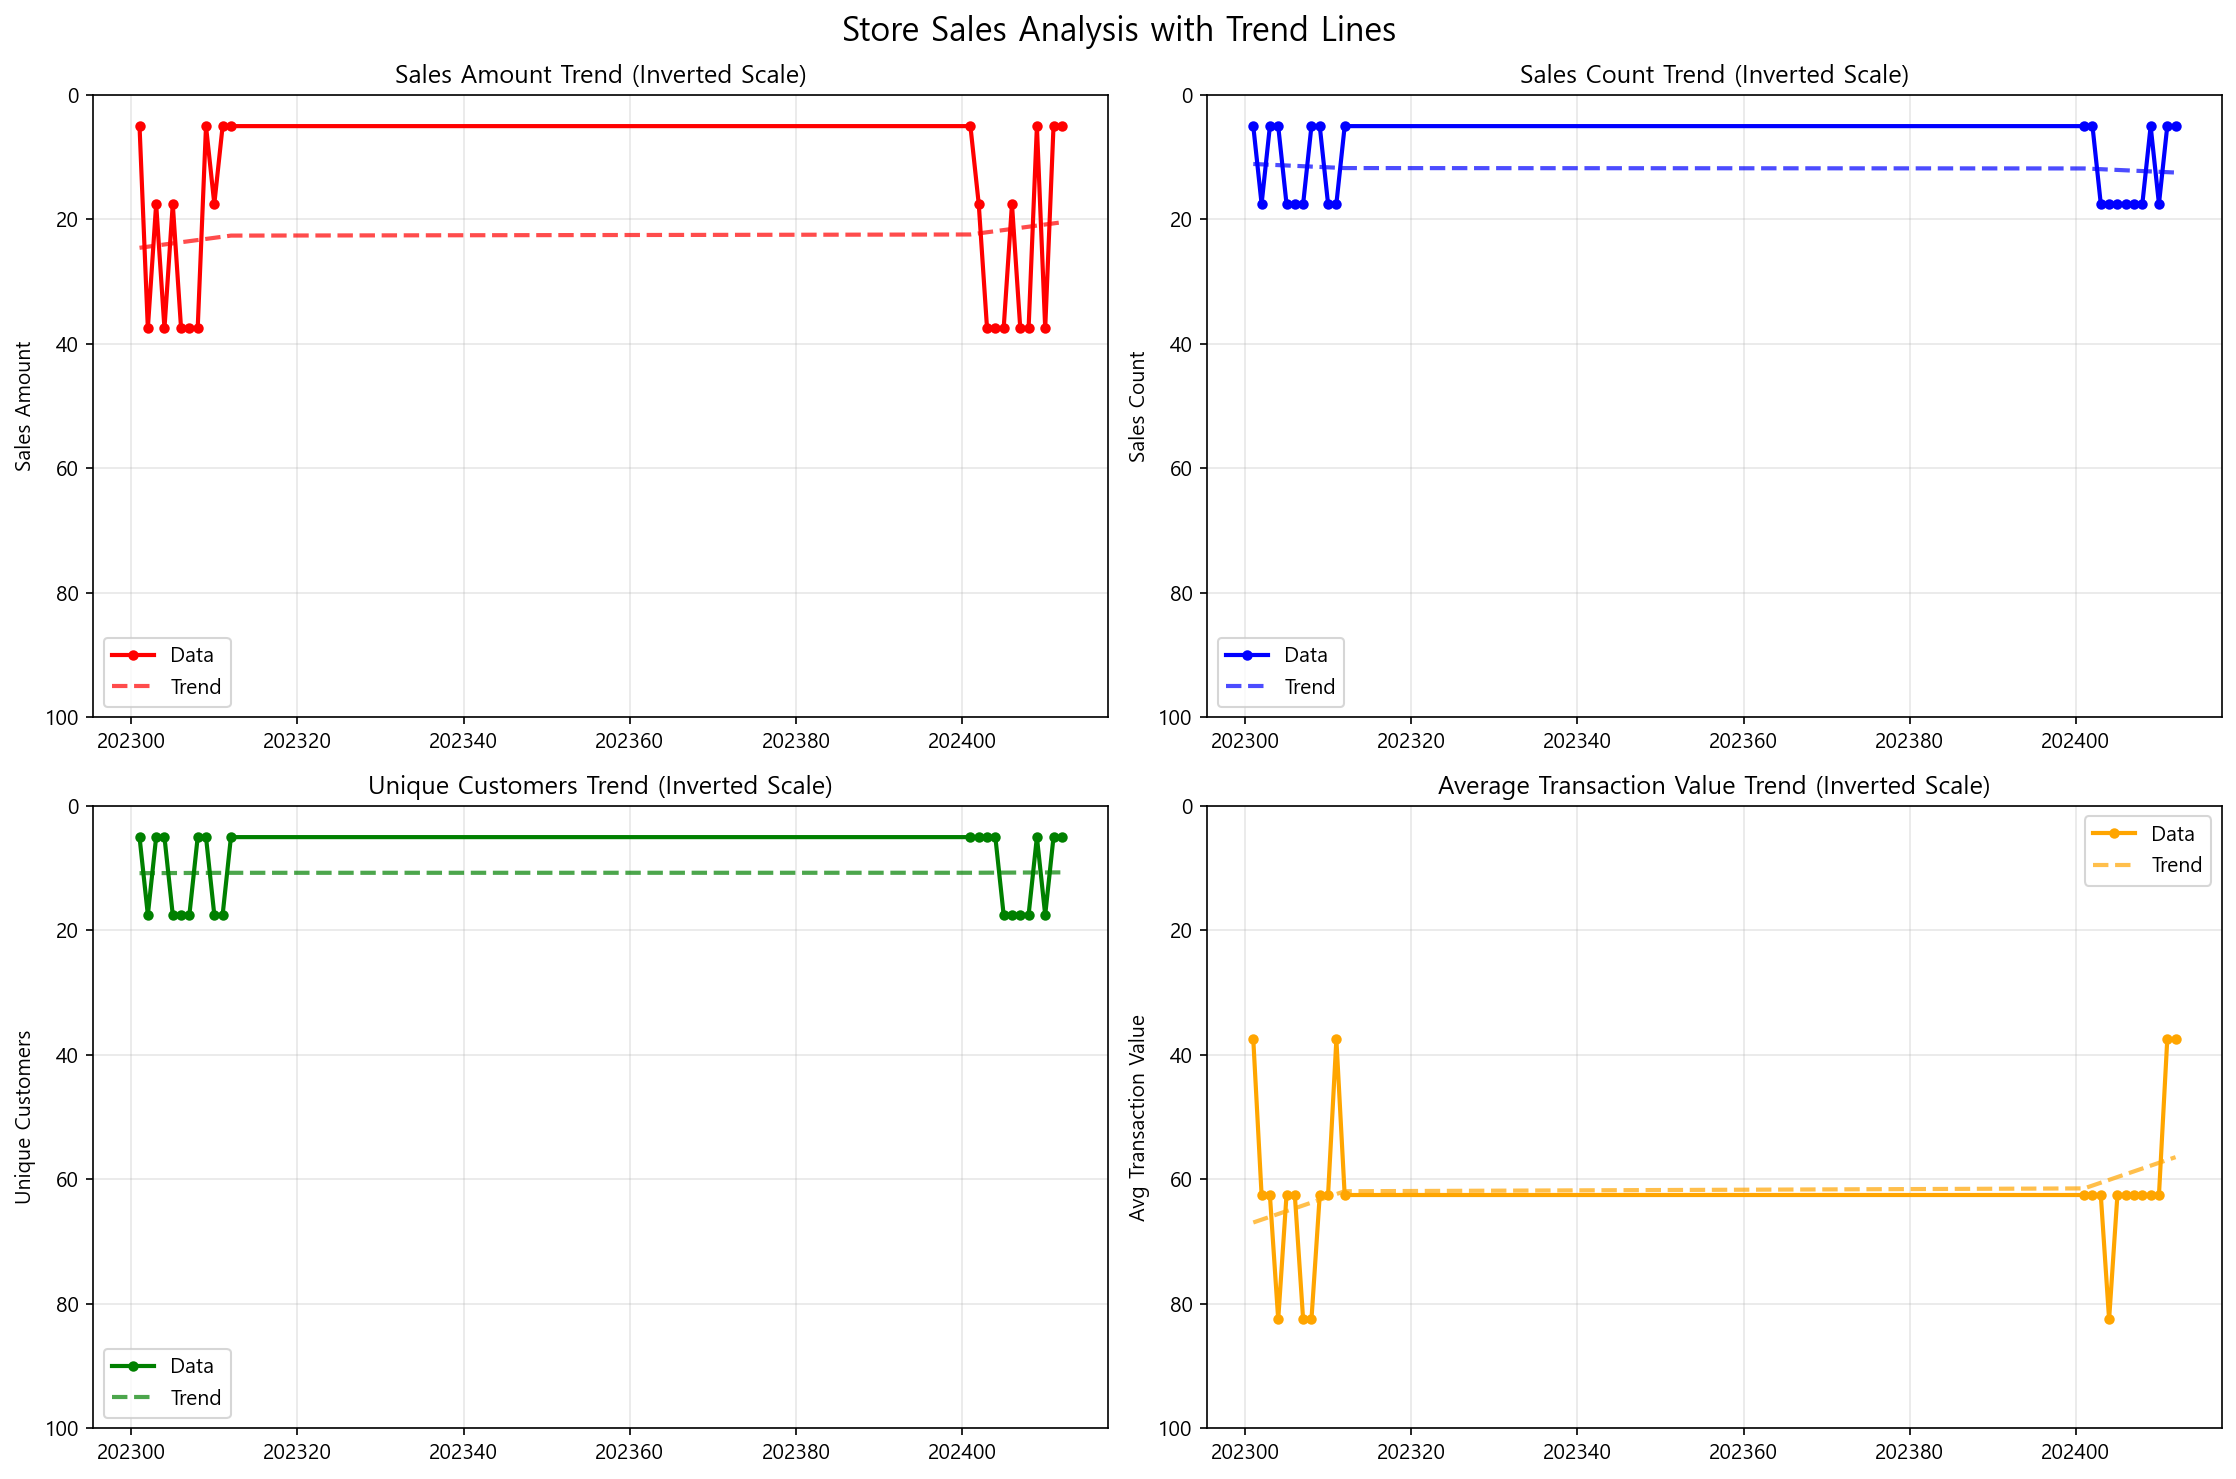 Store Sales Analysis with Trend Lines
Sales Amount Trend (Inverted Scale)
0
20
40
60
80
100
Sales Amount
Data
Trend
202300 202320 202340 202360 202380 202400
Sales Count Trend (Inverted Scale)
0
20
40
60
80
100
Sales Count
Data
Trend
202300 202320 202340 202360 202380 202400
Unique Customers Trend (Inverted Scale)
0
20
40
60
80
100
Unique Customers
Data
Trend
202300 202320 202340 202360 202380 202400
Average Transaction Value Trend (Inverted Scale)
0
20
40
60
80
100
Avg Transaction Value
Data
Trend
202300 202320 202340 202360 202380 202400